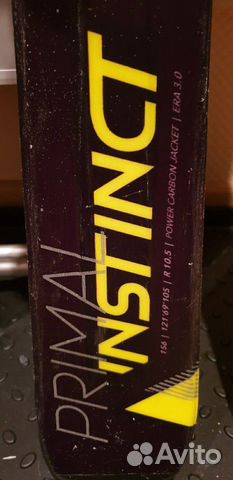 PRIMAL
INSTINCT
156 | 121'69'105 | R 10.5 | POWER CARBON JACKET | ERA 3.0
Avito